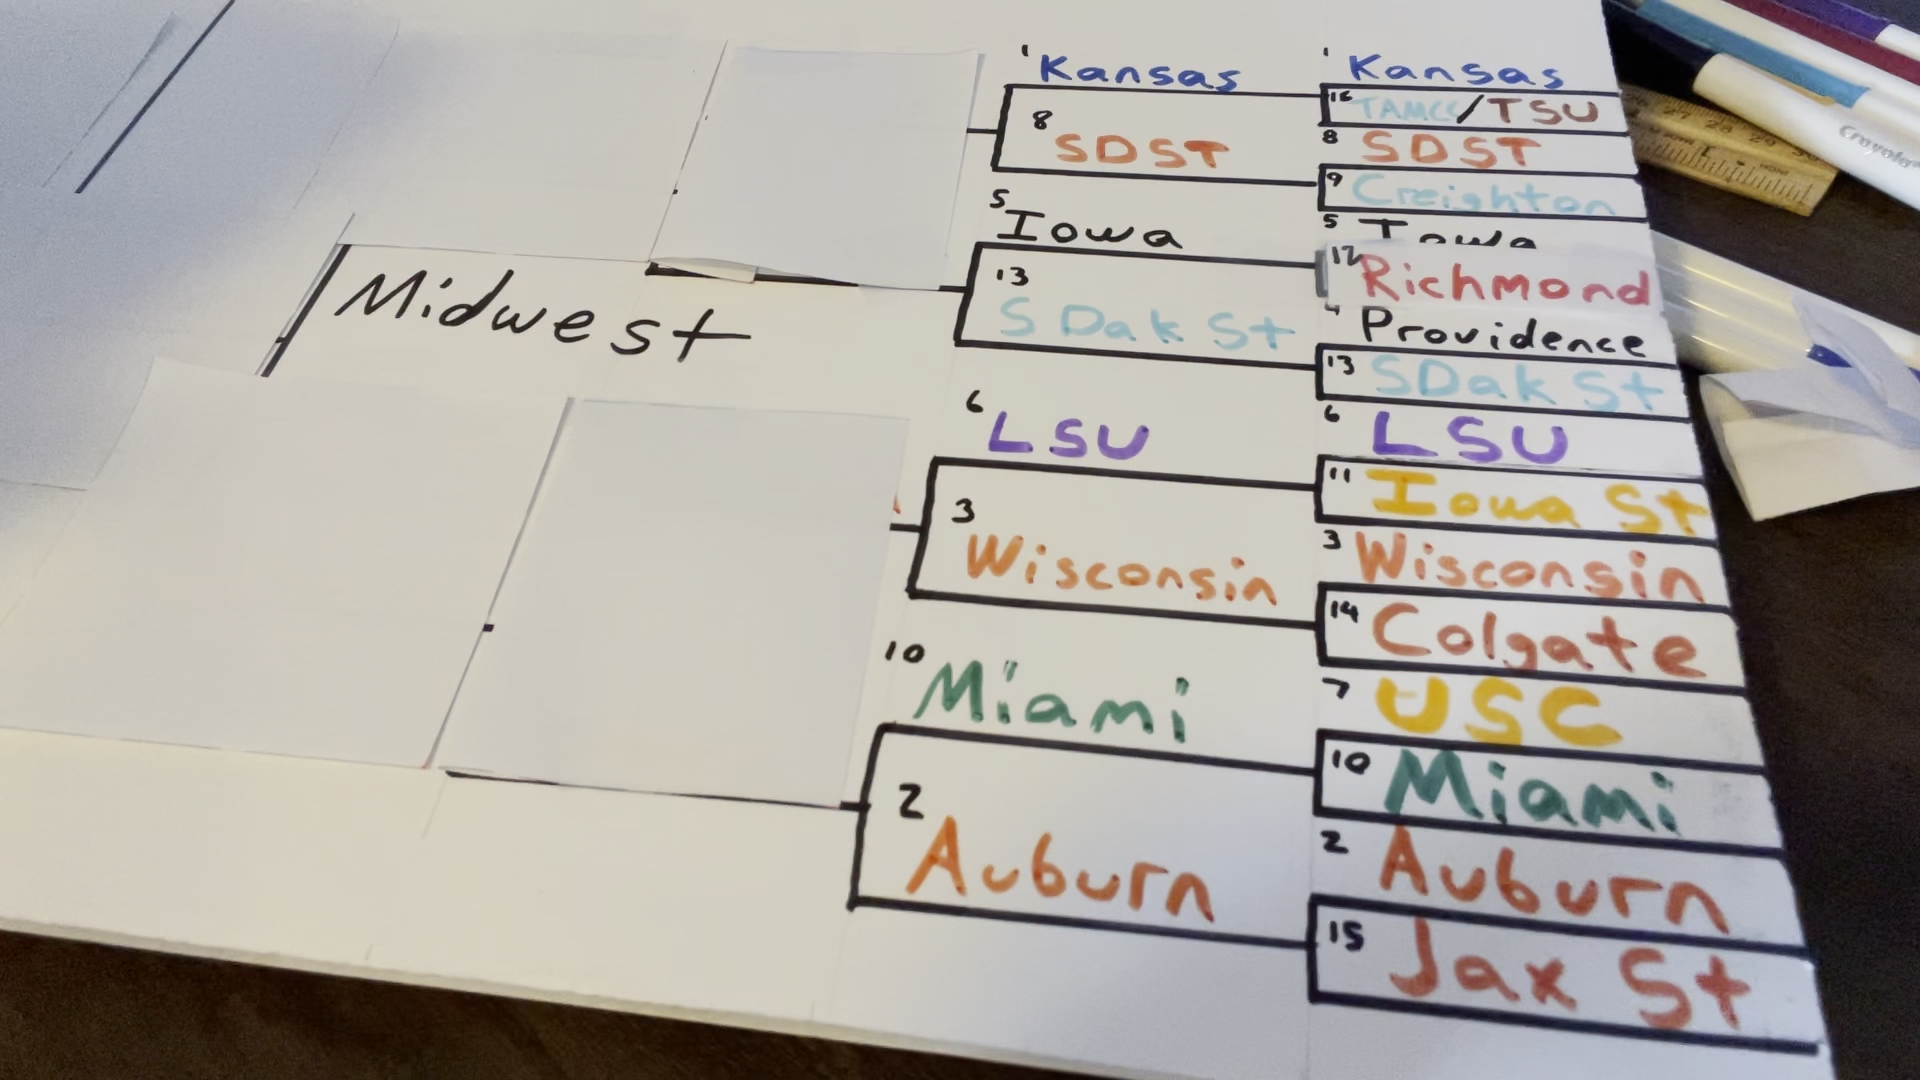 1 Kansas
8 SDST
5 Iowa
13 S Dak St
6 LSU
3 Wisconsin
10 Miami
2 Auburn
Midwest
1 Kansas
16 TAMCC/TSU
8 SDST
9 Creighton
5 Iowa
12 Richmond
4 Providence
13 SDak St
6 LSU
11 Iowa St
3 Wisconsin
14 Colgate
7 USC
10 Miami
2 Auburn
15 Jax St
Crayola